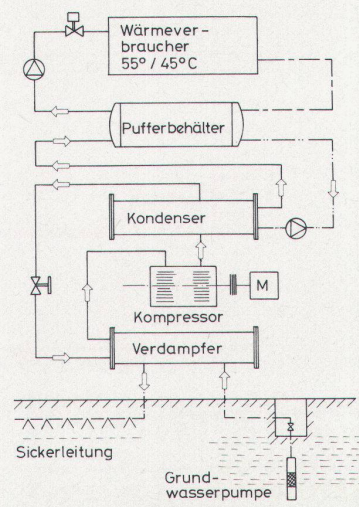 Wärmever-
braucher
55°/45°C
Pufferbehälter
Kondenser
M
Kompressor
Verdampfer
Sickerleitung
Grund-
wasserpumpe